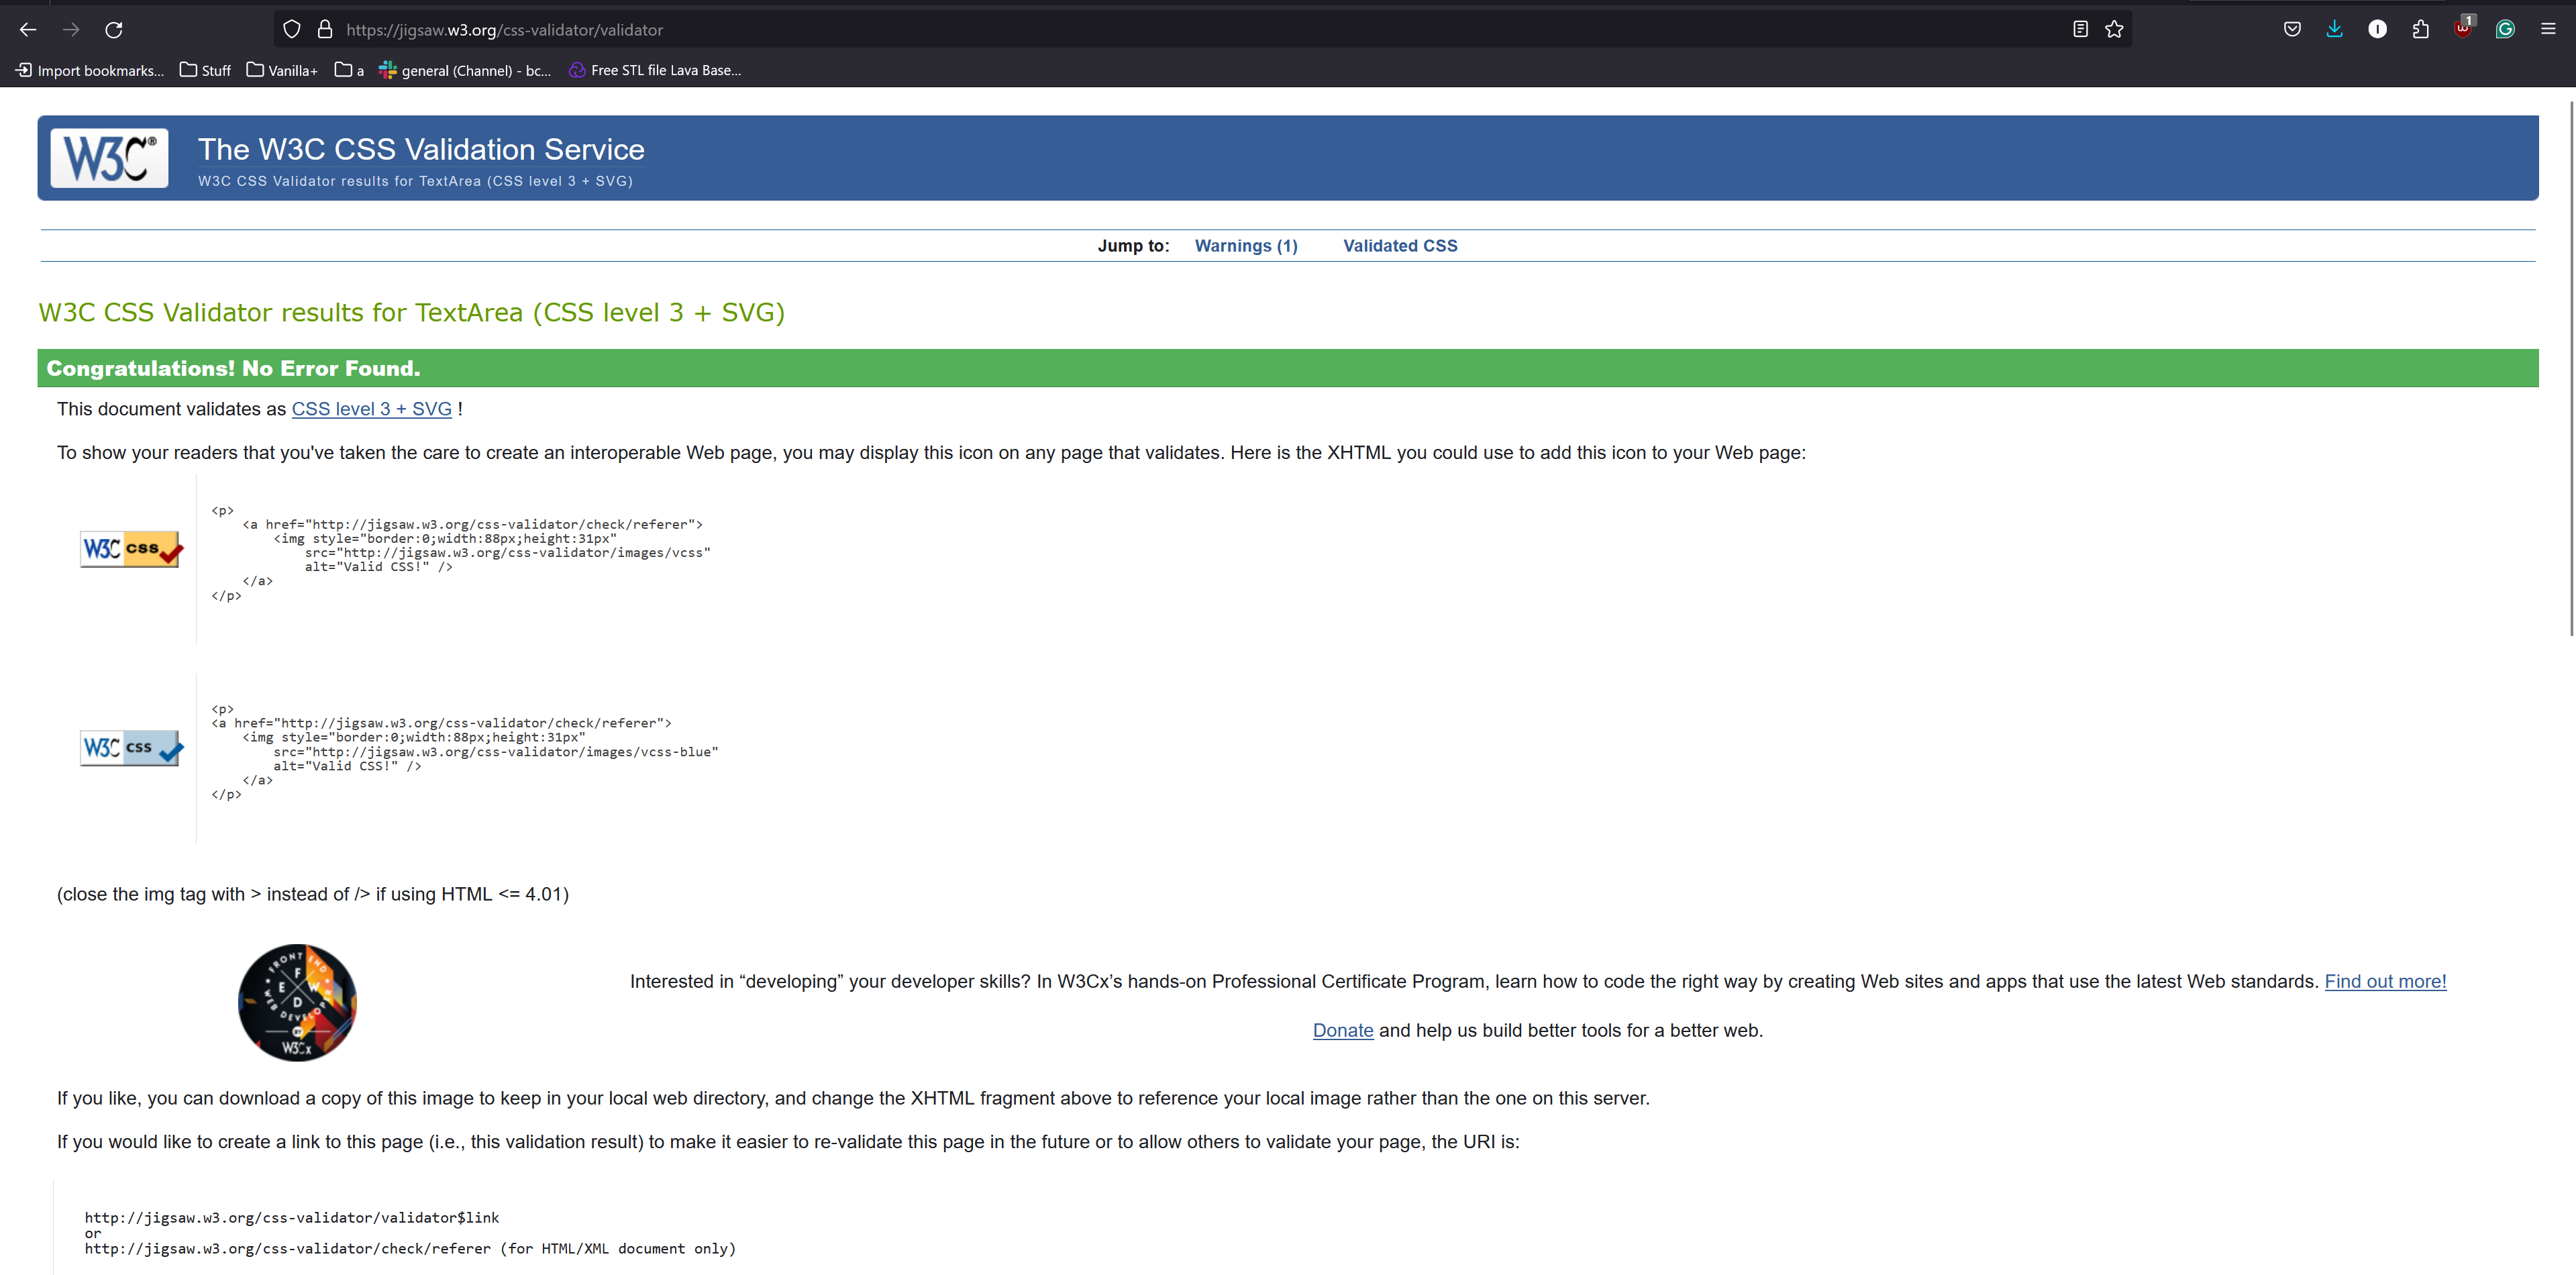 https://jigsaw.w3.org/css-validator/validator
1
Import bookmarks...
Stuff
Vanilla+
a
general (Channel) - bc...
Free STL file Lava Base...
W3C®
The W3C CSS Validation Service
W3C CSS Validator results for TextArea (CSS level 3 + SVG)
Jump to: Warnings (1) Validated CSS
W3C CSS Validator results for TextArea (CSS level 3 + SVG)
Congratulations! No Error Found.
This document validates as CSS level 3 + SVG !
To show your readers that you've taken the care to create an interoperable Web page, you may display this icon on any page that validates. Here is the XHTML you could use to add this icon to your Web page:
W3C css
<p>
    <a href="http://jigsaw.w3.org/css-validator/check/referer">
        <img style="border:0;width:88px;height:31px"
            src="http://jigsaw.w3.org/css-validator/images/vcss"
            alt="Valid CSS!" />
    </a>
</p>
W3C css
<p>
<a href="http://jigsaw.w3.org/css-validator/check/referer">
    <img style="border:0;width:88px;height:31px"
        src="http://jigsaw.w3.org/css-validator/images/vcss-blue"
        alt="Valid CSS!" />
    </a>
</p>
(close the img tag with > instead of /> if using HTML <= 4.01)
FRONT END
F
E W
D
WEB DEVELOPER
BY
W3Cx
Interested in “developing” your developer skills? In W3Cx’s hands-on Professional Certificate Program, learn how to code the right way by creating Web sites and apps that use the latest Web standards. Find out more!
Donate and help us build better tools for a better web.
If you like, you can download a copy of this image to keep in your local web directory, and change the XHTML fragment above to reference your local image rather than the one on this server.
If you would like to create a link to this page (i.e., this validation result) to make it easier to re-validate this page in the future or to allow others to validate your page, the URI is:
http://jigsaw.w3.org/css-validator/validator$link
or
http://jigsaw.w3.org/css-validator/check/referer (for HTML/XML document only)